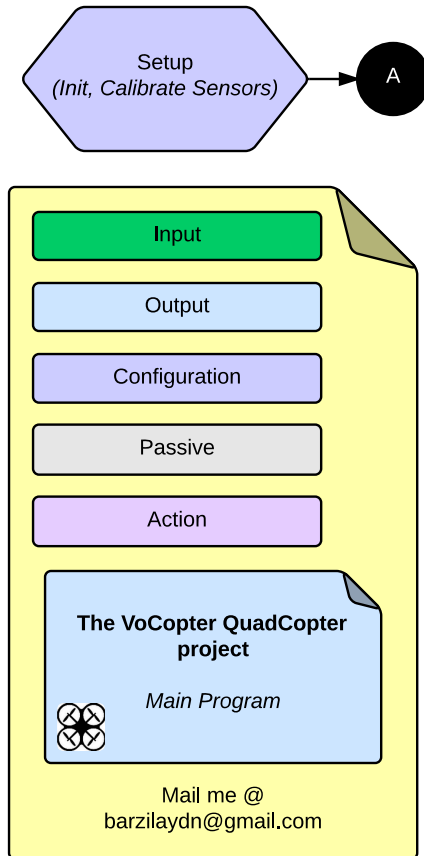 Setup
(Init, Calibrate Sensors)
A
Input
Output
Configuration
Passive
Action
The VoCopter QuadCopter
project
Main Program
Mail me @
barzilaydn@gmail.com